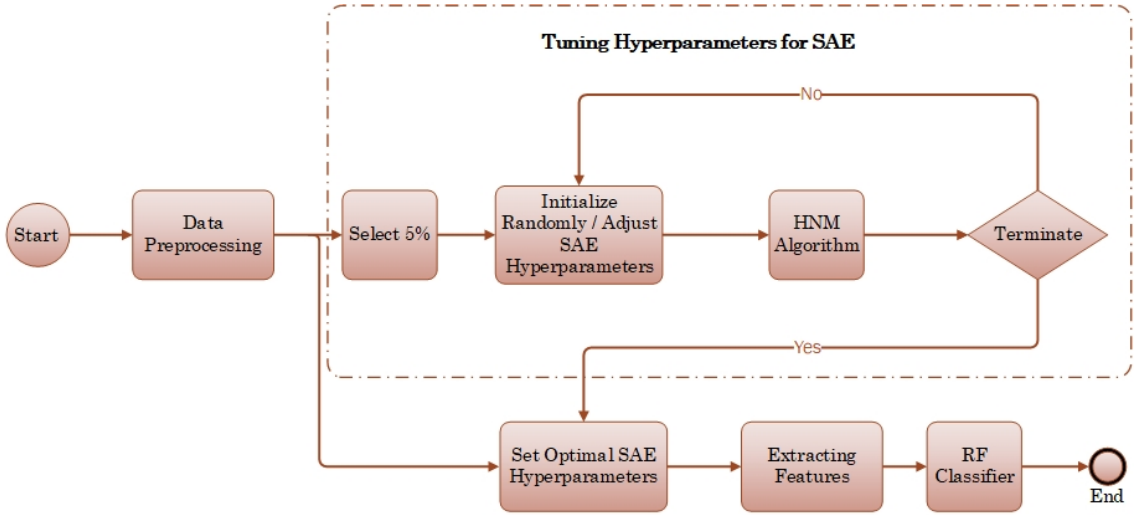 Tuning Hyperparameters for SAE
No
Start
Data
Preprocessing
Select 5%
Initialize
Randomly / Adjust
SAE
Hyperparameters
HNM
Algorithm
Terminate
Yes
Set Optimal SAE
Hyperparameters
Extracting
Features
RF
Classifier
End